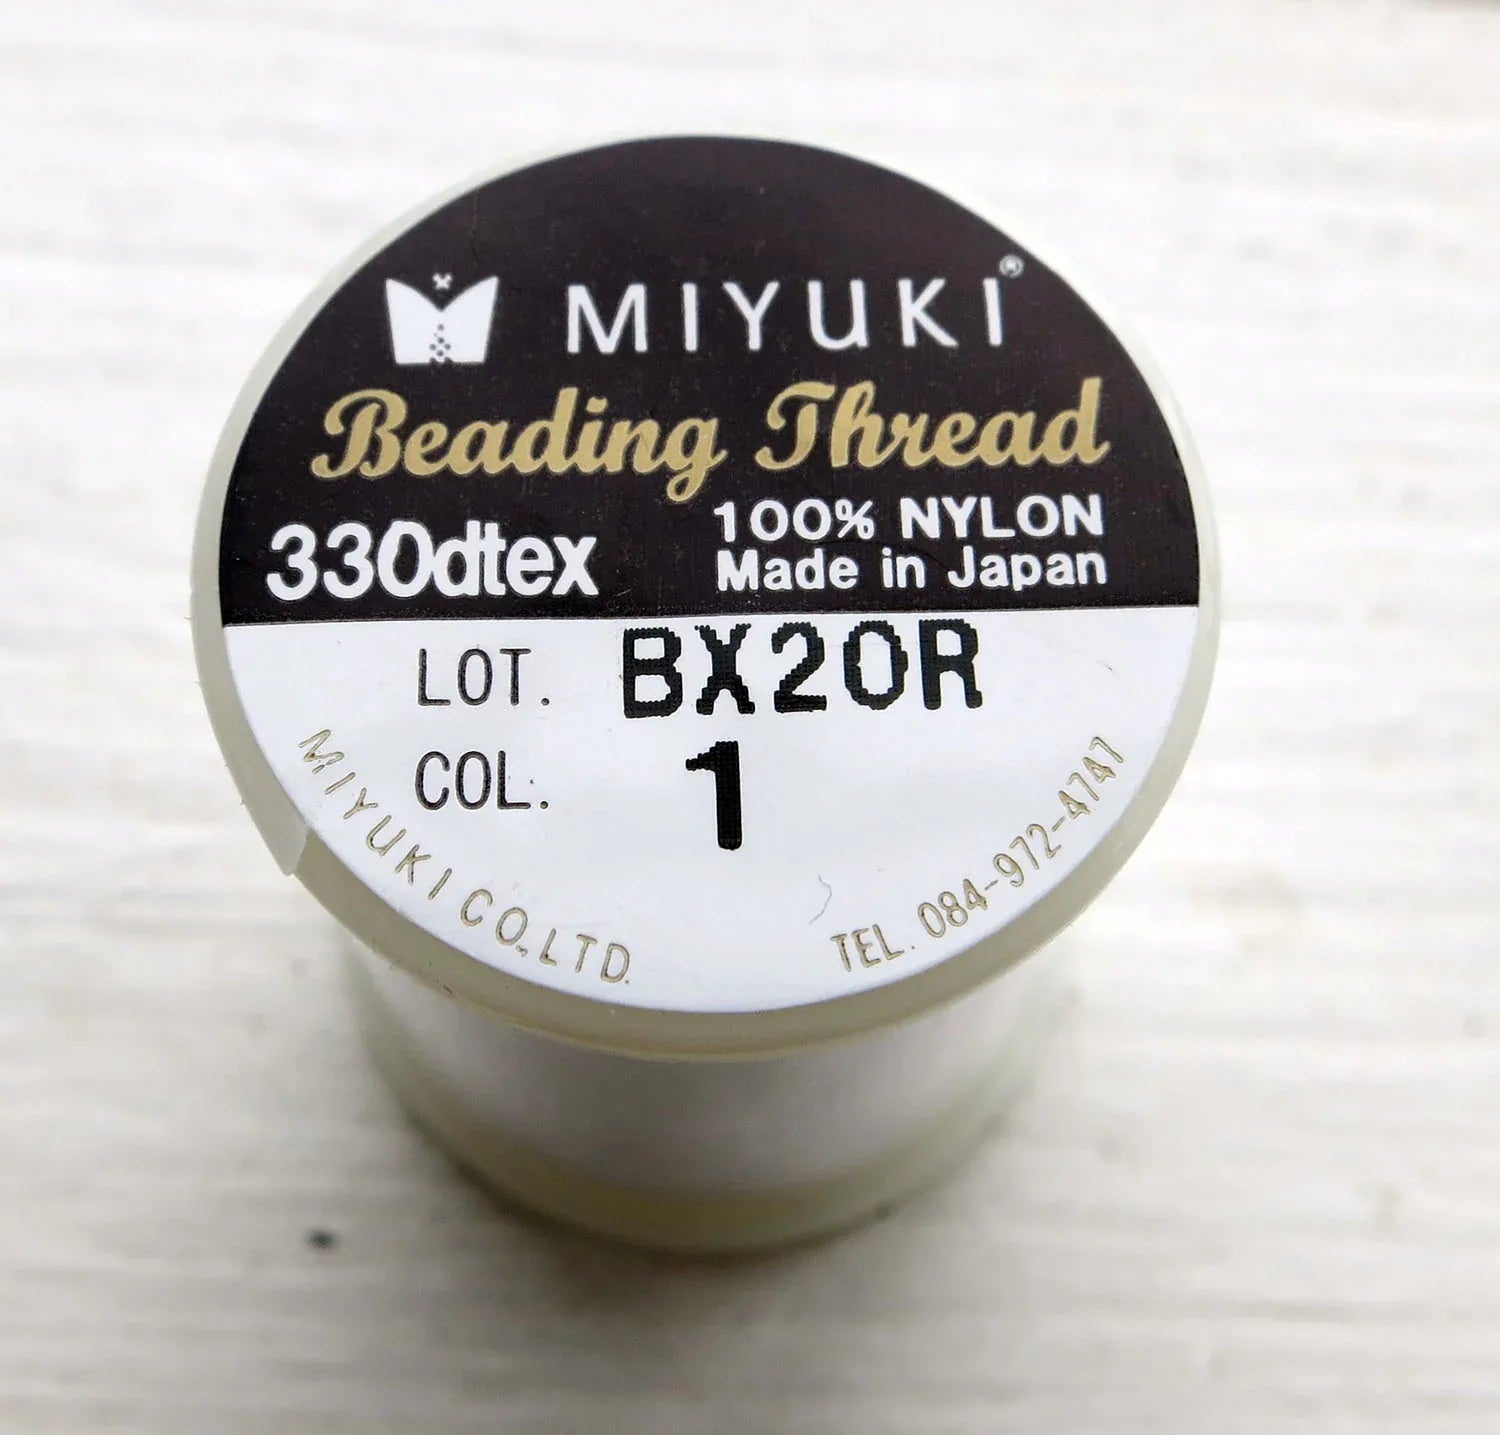 MIYUKI®
Beading Thread
330dtex
100% NYLON
Made in Japan
LOT. BX20R
COL. 1
MIYUKI CO.,LTD.
TEL. 084-972-4747